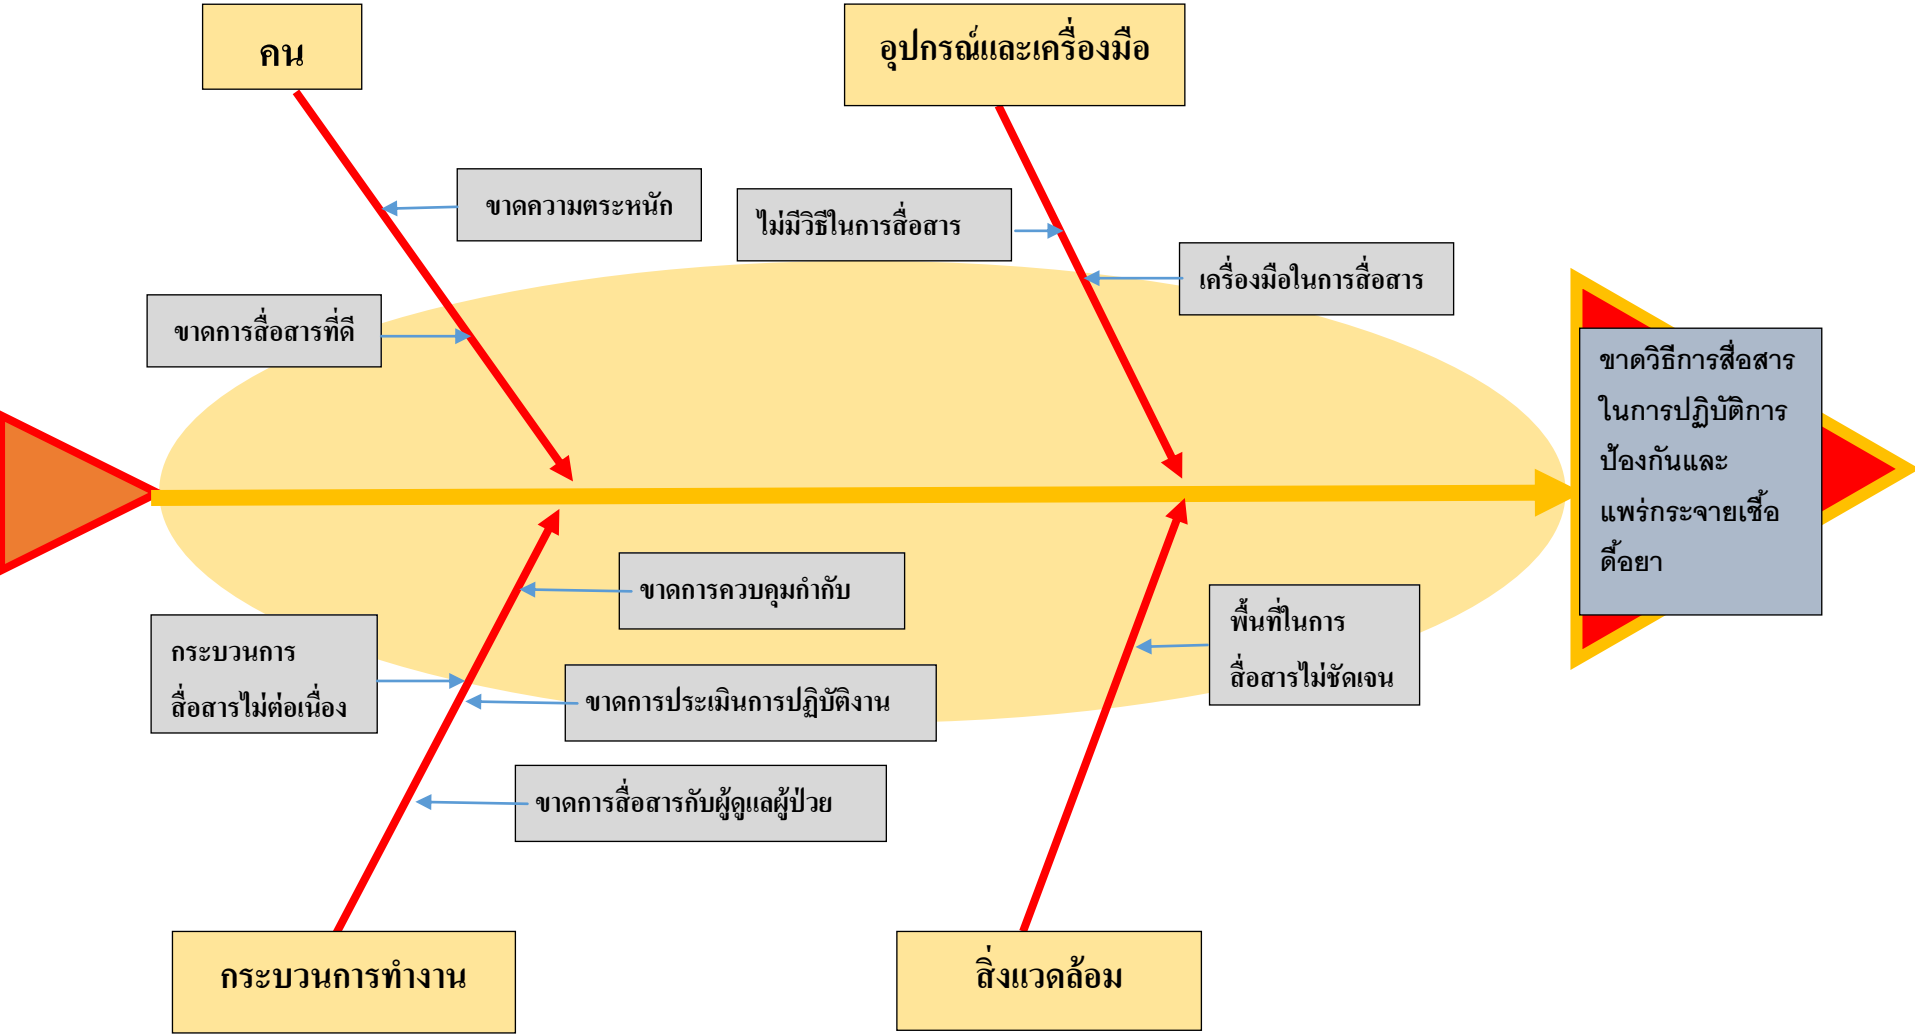 คน
อุปกรณ์และเครื่องมือ
ขาดความตระหนัก
ไม่มีวิธีในการสื่อสาร
เครื่องมือในการสื่อสาร
ขาดการสื่อสารที่ดี
ขาดวิธีการสื่อสาร
ในการปฏิบัติการ
ป้องกันและ
แพร่กระจายเชื้อ
ดื้อยา
ขาดการควบคุมกำกับ
กระบวนการ
สื่อสารไม่ต่อเนื่อง
พื้นที่ในการ
สื่อสารไม่ชัดเจน
ขาดการประเมินการปฏิบัติงาน
ขาดการสื่อสารกับผู้ดูแลผู้ป่วย
กระบวนการทำงาน
สิ่งแวดล้อม